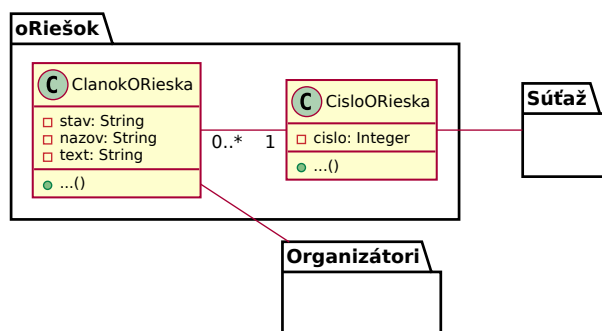 oRiešok
C ClanokORieska
stav: String
nazov: String
text: String
...()
0..* 1
C CisloORieska
cislo: Integer
...()
Súťaž
Organizátori